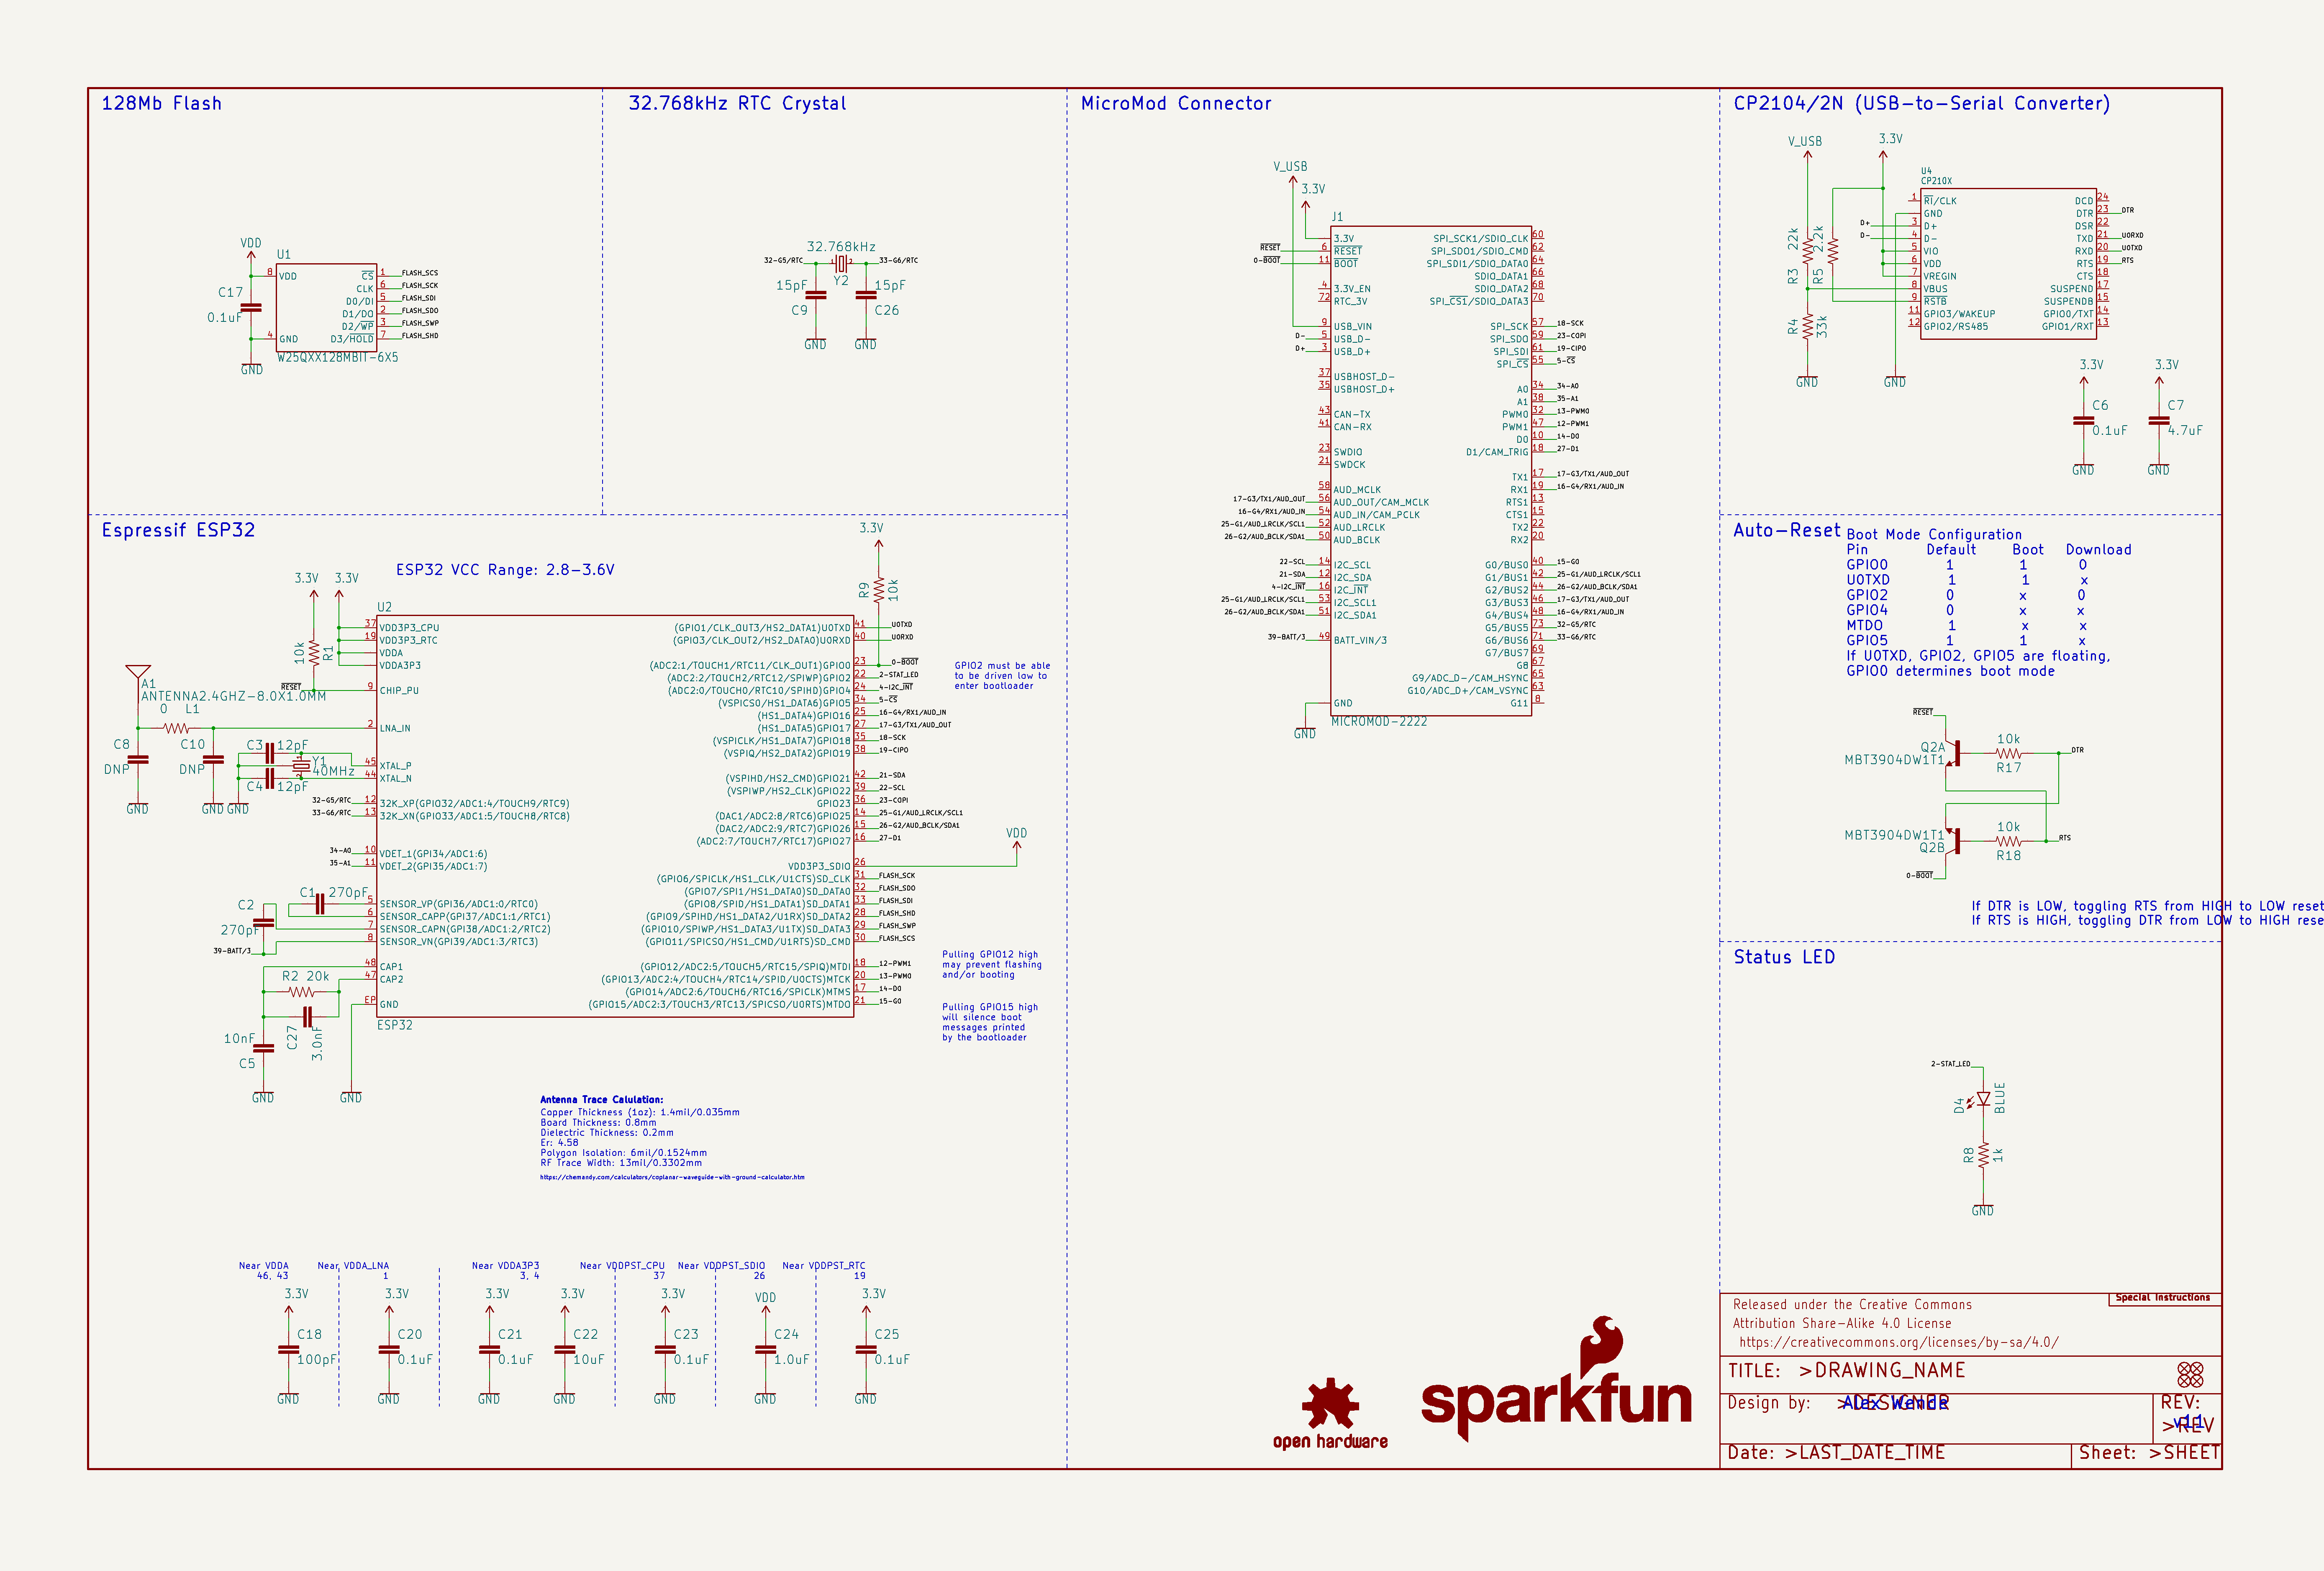 128Mb Flash
VDD
U1
8 VDD
C17
0.1uF
4 GND
GND
CS 1 FLASH_SCS
CLK 6 FLASH_SCK
D0/DI 5 FLASH_SDI
D1/DO 2 FLASH_SDO
D2/WP 3 FLASH_SWP
D3/HOLD 7 FLASH_SHD
W25QXX128MBIT-6X5
32.768kHz RTC Crystal
32.768kHz
32-G5/RTC 1 2 33-G6/RTC
Y2
15pF
C9
15pF
C26
GND
GND
MicroMod Connector
V_USB
3.3V
J1
3.3V
RESET 6 RESET
0-BOOT 11 BOOT
4 3.3V_EN
72 RTC_3V
9 USB_VIN
D- 5 USB_D-
D+ 3 USB_D+
37 USBHOST_D-
35 USBHOST_D+
43 CAN-TX
41 CAN-RX
23 SWDIO
21 SWDCK
58 AUD_MCLK
17-G3/TX1/AUD_OUT 56 AUD_OUT/CAM_MCLK
16-G4/RX1/AUD_IN 54 AUD_IN/CAM_PCLK
25-G1/AUD_LRCLK/SCL1 52 AUD_LRCLK
26-G2/AUD_BCLK/SDA1 50 AUD_BCLK
22-SCL 14 I2C_SCL
21-SDA 12 I2C_SDA
4-I2C_INT 16 I2C_INT
25-G1/AUD_LRCLK/SCL1 53 I2C_SCL1
26-G2/AUD_BCLK/SDA1 51 I2C_SDA1
39-BATT/3 49 BATT_VIN/3
GND
GND
MICROMOD-2222
SPI_SCK1/SDIO_CLK 60
SPI_SDO1/SDIO_CMD 62
SPI_SDI1/SDIO_DATA0 64
SDIO_DATA1 66
SDIO_DATA2 68
SPI_CS1/SDIO_DATA3 70
SPI_SCK 57 18-SCK
SPI_SDO 59 23-COPI
SPI_SDI 61 19-CIPO
SPI_CS 55 5-CS
A0 34 34-A0
A1 38 35-A1
PWM0 32 13-PWM0
PWM1 47 12-PWM1
D0 10 14-D0
D1/CAM_TRIG 18 27-D1
TX1 17 17-G3/TX1/AUD_OUT
RX1 19 16-G4/RX1/AUD_IN
RTS1 13
CTS1 15
TX2 22
RX2 20
G0/BUS0 40 15-G0
G1/BUS1 42 25-G1/AUD_LRCLK/SCL1
G2/BUS2 44 26-G2/AUD_BCLK/SDA1
G3/BUS3 46 17-G3/TX1/AUD_OUT
G4/BUS4 48 16-G4/RX1/AUD_IN
G5/BUS5 73 32-G5/RTC
G6/BUS6 71 33-G6/RTC
G7/BUS7 69
G8 67
G9/ADC_D-/CAM_HSYNC 65
G10/ADC_D+/CAM_VSYNC 63
G11 8
CP2104/2N (USB-to-Serial Converter)
V_USB
3.3V
U4
CP210X
R3 22k
R5 2.2k
R4 33k
1 RI/CLK
GND
D+ 3 D+
D- 4 D-
5 VIO
6 VDD
7 VREGIN
8 VBUS
9 RSTB
11 GPIO3/WAKEUP
12 GPIO2/RS485
DCD 24
DTR 23 DTR
DSR 22
TXD 21 U0RXD
RXD 20 U0TXD
RTS 19 RTS
CTS 18
SUSPEND 17
SUSPENDB 15
GPIO0/TXT 14
GPIO1/RXT 13
GND
GND
3.3V
C6
0.1uF
GND
3.3V
C7
4.7uF
GND
Espressif ESP32
ESP32 VCC Range: 2.8-3.6V
3.3V
3.3V
3.3V
R9 10k
U2
10k R1
37 VDD3P3_CPU
19 VDD3P3_RTC
VDDA
VDDA3P3
RESET 9 CHIP_PU
A1
ANTENNA2.4GHZ-8.0X1.0MM
0 L1
2 LNA_IN
C8
DNP
C10
DNP
C3 12pF
Y1
40MHz
C4 12pF
45 XTAL_P
44 XTAL_N
GND
GND
GND
32-G5/RTC 12 32K_XP(GPIO32/ADC1:4/TOUCH9/RTC9)
33-G6/RTC 13 32K_XN(GPIO33/ADC1:5/TOUCH8/RTC8)
34-A0 10 VDET_1(GPI34/ADC1:6)
35-A1 11 VDET_2(GPI35/ADC1:7)
C1 270pF
C2
270pF
5 SENSOR_VP(GPI36/ADC1:0/RTC0)
6 SENSOR_CAPP(GPI37/ADC1:1/RTC1)
7 SENSOR_CAPN(GPI38/ADC1:2/RTC2)
8 SENSOR_VN(GPI39/ADC1:3/RTC3)
39-BATT/3
48 CAP1
R2 20k
47 CAP2
EP GND
10nF
C5
C27
3.0nF
GND
GND
ESP32
(GPIO1/CLK_OUT3/HS2_DATA1)U0TXD 41 U0TXD
(GPIO3/CLK_OUT2/HS2_DATA0)U0RXD 40 U0RXD
(ADC2:1/TOUCH1/RTC11/CLK_OUT1)GPIO0 23 0-BOOT
(ADC2:2/TOUCH2/RTC12/SPIWP)GPIO2 22 2-STAT_LED
(ADC2:0/TOUCH0/RTC10/SPIHD)GPIO4 24 4-I2C_INT
(VSPICS0/HS1_DATA6)GPIO5 34 5-CS
(HS1_DATA4)GPIO16 25 16-G4/RX1/AUD_IN
(HS1_DATA5)GPIO17 27 17-G3/TX1/AUD_OUT
(VSPICLK/HS1_DATA7)GPIO18 35 18-SCK
(VSPIQ/HS2_DATA2)GPIO19 38 19-CIPO
(VSPIHD/HS2_CMD)GPIO21 42 21-SDA
(VSPIWP/HS2_CLK)GPIO22 39 22-SCL
GPIO23 36 23-COPI
(DAC1/ADC2:8/RTC6)GPIO25 14 25-G1/AUD_LRCLK/SCL1
(DAC2/ADC2:9/RTC7)GPIO26 15 26-G2/AUD_BCLK/SDA1
(ADC2:7/TOUCH7/RTC17)GPIO27 16 27-D1
VDD
VDD3P3_SDIO 26
(GPIO6/SPICLK/HS1_CLK/U1CTS)SD_CLK 31 FLASH_SCK
(GPIO7/SPI1/HS1_DATA0)SD_DATA0 32 FLASH_SDO
(GPIO8/SPID/HS1_DATA1)SD_DATA1 33 FLASH_SDI
(GPIO9/SPIHD/HS1_DATA2/U1RX)SD_DATA2 28 FLASH_SHD
(GPIO10/SPIWP/HS1_DATA3/U1TX)SD_DATA3 29 FLASH_SWP
(GPIO11/SPICS0/HS1_CMD/U1RTS)SD_CMD 30 FLASH_SCS
(GPIO12/ADC2:5/TOUCH5/RTC15/SPIQ)MTDI 18 12-PWM1
(GPIO13/ADC2:4/TOUCH4/RTC14/SPID/U0CTS)MTCK 20 13-PWM0
(GPIO14/ADC2:6/TOUCH6/RTC16/SPICLK)MTMS 17 14-D0
(GPIO15/ADC2:3/TOUCH3/RTC13/SPICS0/U0RTS)MTDO 21 15-G0
GPIO2 must be able
to be driven low to
enter bootloader
Pulling GPIO12 high
may prevent flashing
and/or booting
Pulling GPIO15 high
will silence boot
messages printed
by the bootloader
Antenna Trace Calulation:
Copper Thickness (1oz): 1.4mil/0.035mm
Board Thickness: 0.8mm
Dielectric Thickness: 0.2mm
Er: 4.58
Polygon Isolation: 6mil/0.1524mm
RF Trace Width: 13mil/0.3302mm
https://chemandy.com/calculators/coplanar-waveguide-with-ground-calculator.htm
Near VDDA
46, 43
3.3V
C18
100pF
GND
Near VDDA_LNA
1
3.3V
C20
0.1uF
GND
Near VDDA3P3
3, 4
3.3V
C21
0.1uF
GND
3.3V
C22
10uF
GND
Near VDDPST_CPU
37
3.3V
C23
0.1uF
GND
Near VDDPST_SDIO
26
VDD
C24
1.0uF
GND
Near VDDPST_RTC
19
3.3V
C25
0.1uF
GND
Auto-Reset
Boot Mode Configuration
Pin Default Boot Download
GPIO0 1 1 0
U0TXD 1 1 x
GPIO2 0 x 0
GPIO4 0 x x
MTDO 1 x x
GPIO5 1 1 x
If U0TXD, GPIO2, GPIO5 are floating,
GPIO0 determines boot mode
RESET
Q2A
MBT3904DW1T1
10k
R17
DTR
MBT3904DW1T1
Q2B
10k
R18
RTS
0-BOOT
If DTR is LOW, toggling RTS from HIGH to LOW reset
If RTS is HIGH, toggling DTR from LOW to HIGH rese
Status LED
2-STAT_LED
D4 BLUE
R8 1k
GND
open hardware
sparkfun
Special Instructions
Released under the Creative Commons
Attribution Share-Alike 4.0 License
https://creativecommons.org/licenses/by-sa/4.0/
TITLE: >DRAWING_NAME
Design by: >DESIGNER
Alex Wende
REV:
>REV
v11
Date: >LAST_DATE_TIME
Sheet: >SHEET